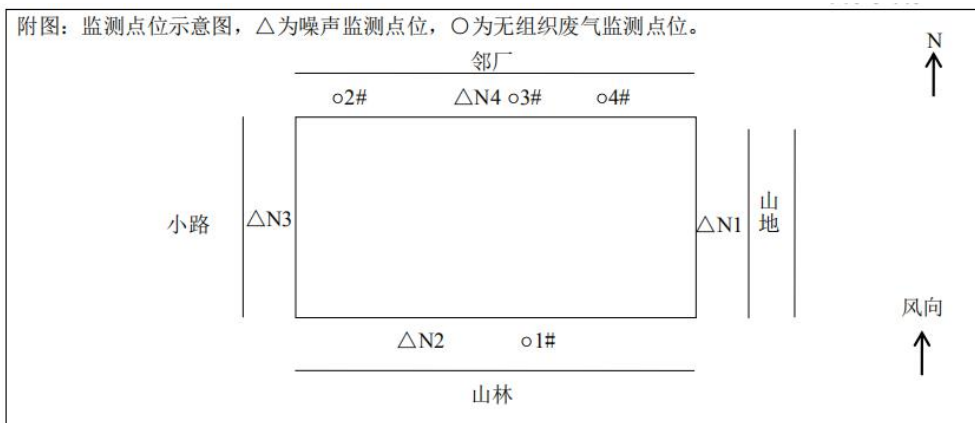 附图：监测点位示意图，△为噪声监测点位，○为无组织废气监测点位。
N
邻厂
○2# △N4 ○3# ○4#
小路
△N3
△N1
山地
风向
△N2 ○1#
山林